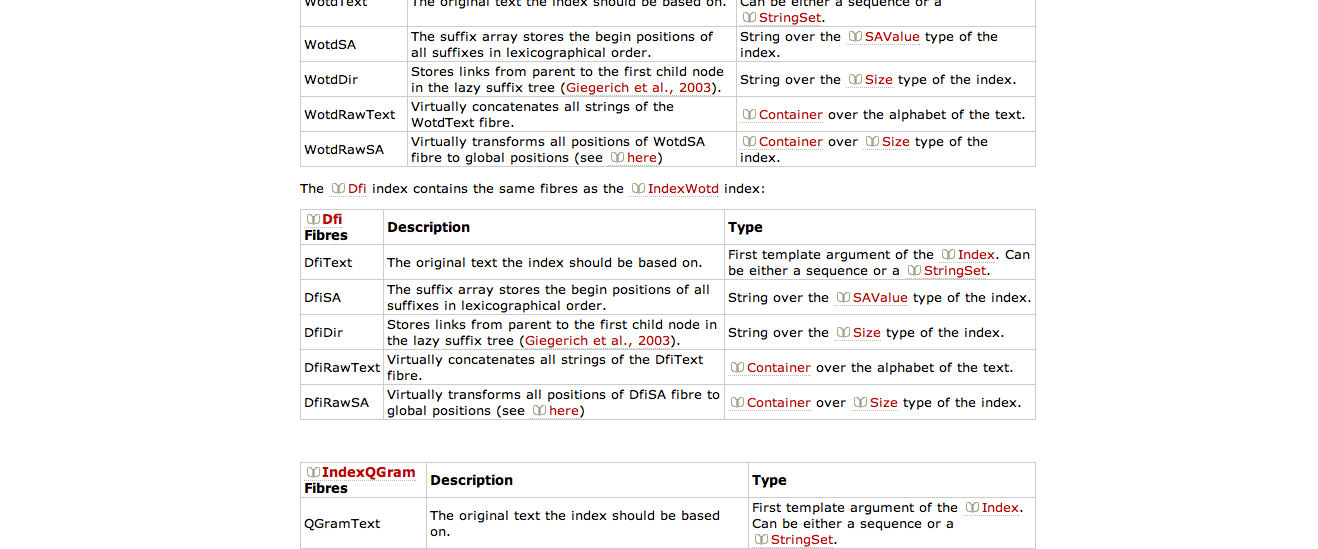 WotdText The original text the index should be based on. Can be either a sequence or a
StringSet.
WotdSA
The suffix array stores the begin positions of
all suffixes in lexicographical order.
String over the SAValue type of the
index.
WotdDir
Stores links from parent to the first child node
in the lazy suffix tree (Giegerich et al., 2003).
String over the Size type of the index.
WotdRawText
Virtually concatenates all strings of the
WotdText fibre.
Container over the alphabet of the text.
WotdRawSA
Virtually transforms all positions of WotdSA
fibre to global positions (see here)
Container over Size type of the
index.
The Dfi index contains the same fibres as the IndexWotd index:
Dfi
Fibres
Description
Type
DfiText
The original text the index should be based on.
First template argument of the Index. Can
be either a sequence or a StringSet.
DfiSA
The suffix array stores the begin positions of all
suffixes in lexicographical order.
String over the SAValue type of the index.
DfiDir
Stores links from parent to the first child node in
the lazy suffix tree (Giegerich et al., 2003).
String over the Size type of the index.
DfiRawText
Virtually concatenates all strings of the DfiText
fibre.
Container over the alphabet of the text.
DfiRawSA
Virtually transforms all positions of DfiSA fibre to
global positions (see here)
Container over Size type of the index.
IndexQGram
Fibres
Description
Type
QGramText
The original text the index should be based
on.
First template argument of the Index.
Can be either a sequence or a
StringSet.